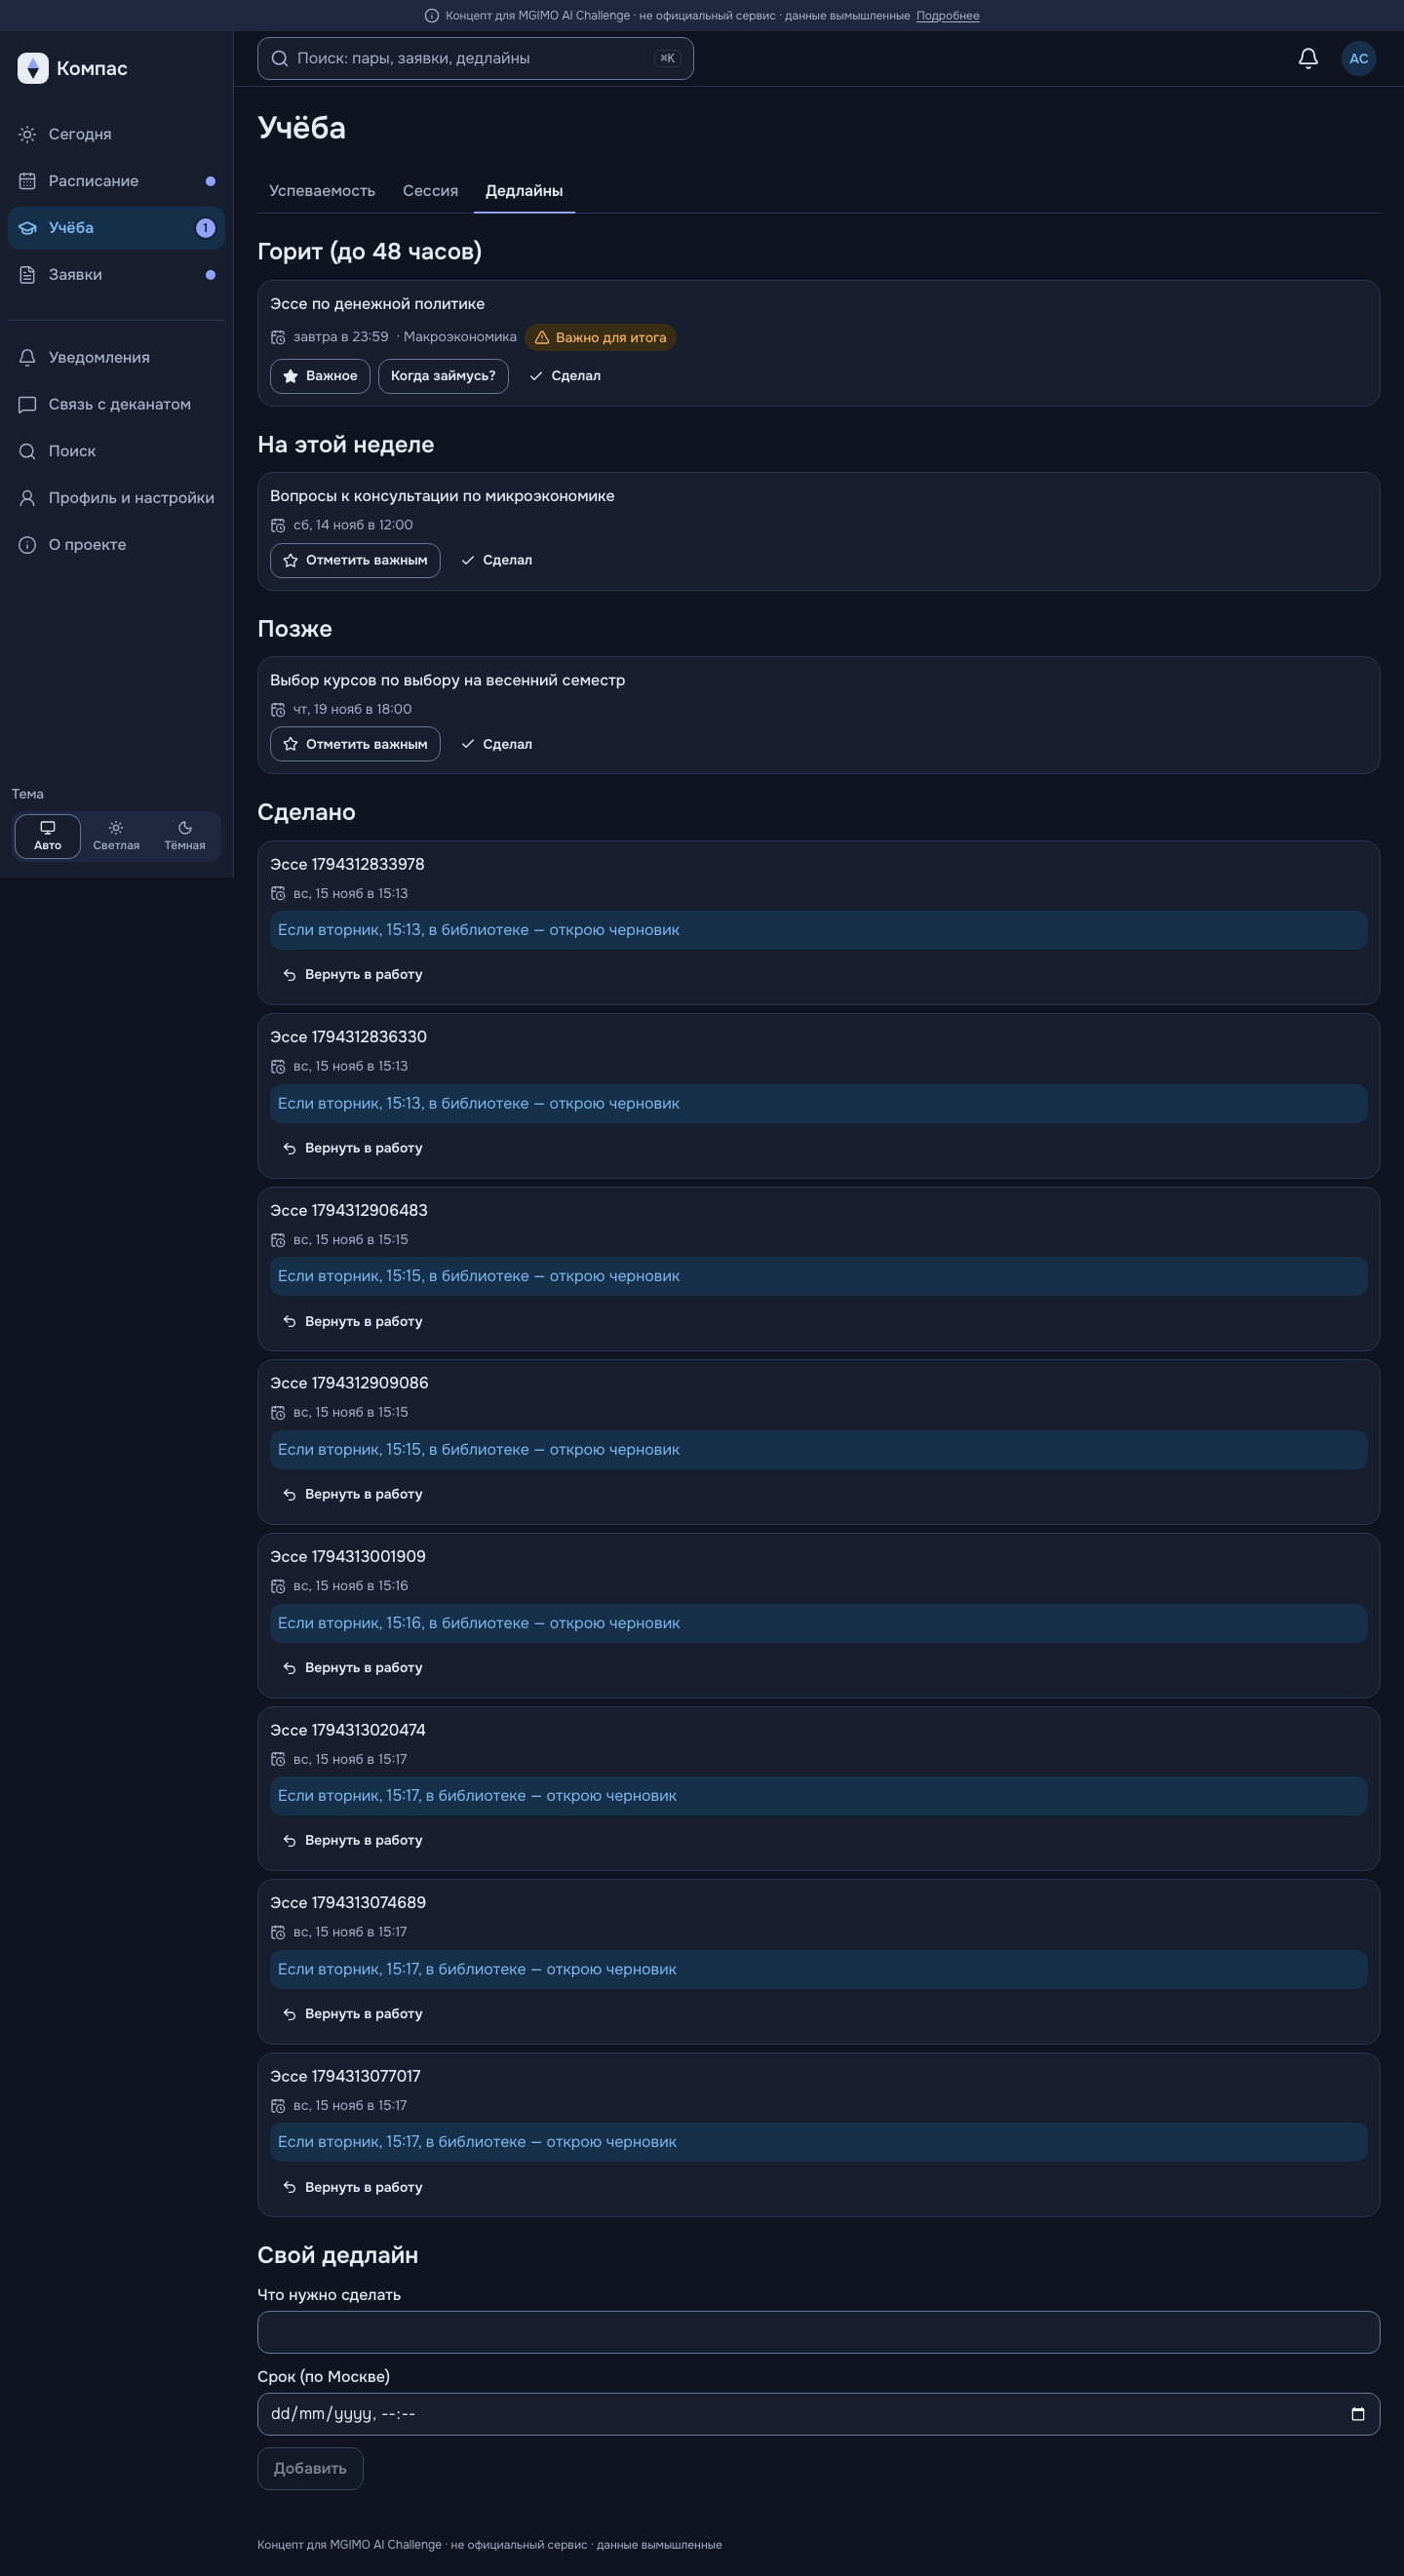 Концепт для MGIMO AI Challenge · не официальный сервис · данные вымышленные Подробнее
Компас
Поиск: пары, заявки, дедлайны
⌘K
АС
Сегодня
Расписание
Учёба
1
Заявки
Уведомления
Связь с деканатом
Поиск
Профиль и настройки
О проекте
Тема
Авто
Светлая
Тёмная
Учёба
Успеваемость
Сессия
Дедлайны
Горит (до 48 часов)
Эссе по денежной политике
завтра в 23:59 · Макроэкономика
Важно для итога
Важное
Когда займусь?
Сделал
На этой неделе
Вопросы к консультации по микроэкономике
сб, 14 нояб в 12:00
Отметить важным
Сделал
Позже
Выбор курсов по выбору на весенний семестр
чт, 19 нояб в 18:00
Отметить важным
Сделал
Сделано
Эссе 1794312833978
вс, 15 нояб в 15:13
Если вторник, 15:13, в библиотеке — открою черновик
Вернуть в работу
Эссе 1794312836330
вс, 15 нояб в 15:13
Если вторник, 15:13, в библиотеке — открою черновик
Вернуть в работу
Эссе 1794312906483
вс, 15 нояб в 15:15
Если вторник, 15:15, в библиотеке — открою черновик
Вернуть в работу
Эссе 1794312909086
вс, 15 нояб в 15:15
Если вторник, 15:15, в библиотеке — открою черновик
Вернуть в работу
Эссе 1794313001909
вс, 15 нояб в 15:16
Если вторник, 15:16, в библиотеке — открою черновик
Вернуть в работу
Эссе 1794313020474
вс, 15 нояб в 15:17
Если вторник, 15:17, в библиотеке — открою черновик
Вернуть в работу
Эссе 1794313074689
вс, 15 нояб в 15:17
Если вторник, 15:17, в библиотеке — открою черновик
Вернуть в работу
Эссе 1794313077017
вс, 15 нояб в 15:17
Если вторник, 15:17, в библиотеке — открою черновик
Вернуть в работу
Свой дедлайн
Что нужно сделать
Срок (по Москве)
dd/mm/yyyy, --:--
Добавить
Концепт для MGIMO AI Challenge · не официальный сервис · данные вымышленные